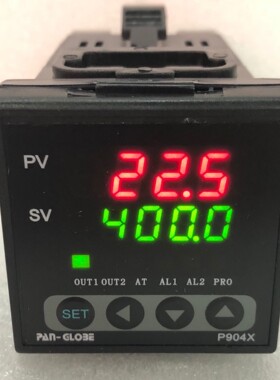 PV 22.5
SV 400.0
OUT1 OUT2 AT AL1 AL2 PRO
SET
PAN-GLOBE P904X